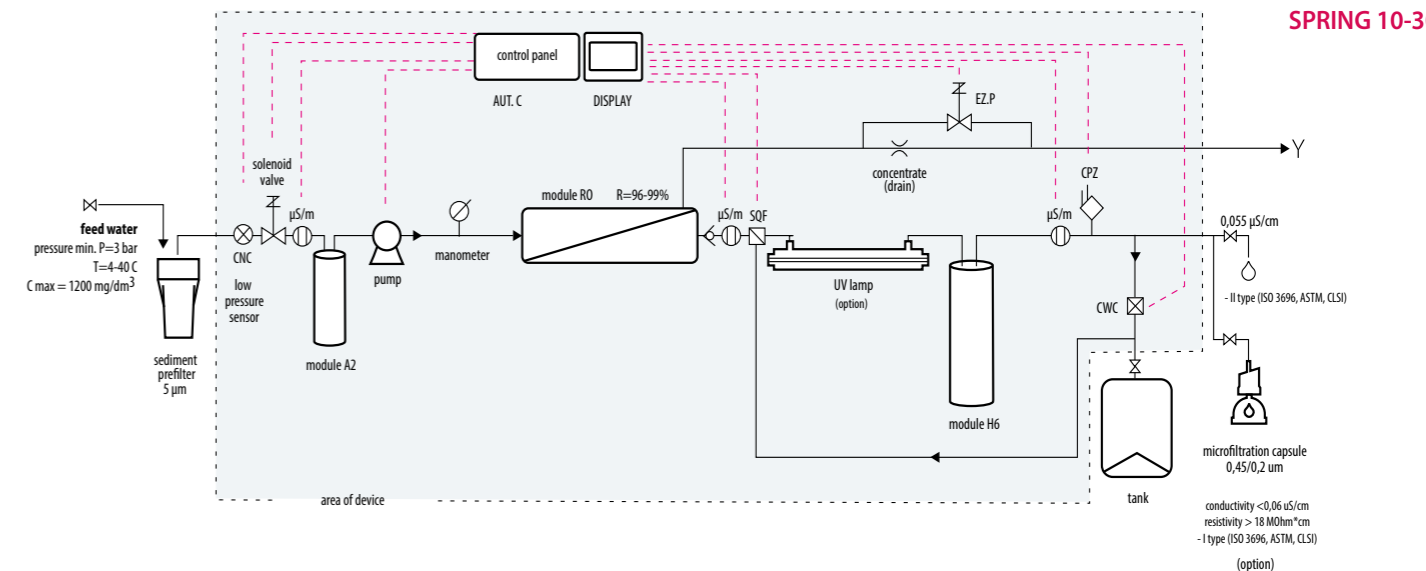 SPRING 10-3
control panel
AUT. C
DISPLAY
EZ.P
solenoid
valve
concentrate
(drain)
CPZ
module RO
R=96-99%
feed water
pressure min. P=3 bar
T=4-40 C
C max = 1200 mg/dm3
µS/m
µS/m
SQF
µS/m
0,055 µS/cm
CNC
manometer
pump
low
pressure
sensor
UV lamp
(option)
- II type (ISO 3696, ASTM, CLSI)
CWC
sediment
prefilter
5 µm
module A2
module H6
microfiltration capsule
0,45/0,2 um
area of device
tank
conductivity <0,06 uS/cm
resistivity > 18 MOhm*cm
- I type (ISO 3696, ASTM, CLSI)
(option)